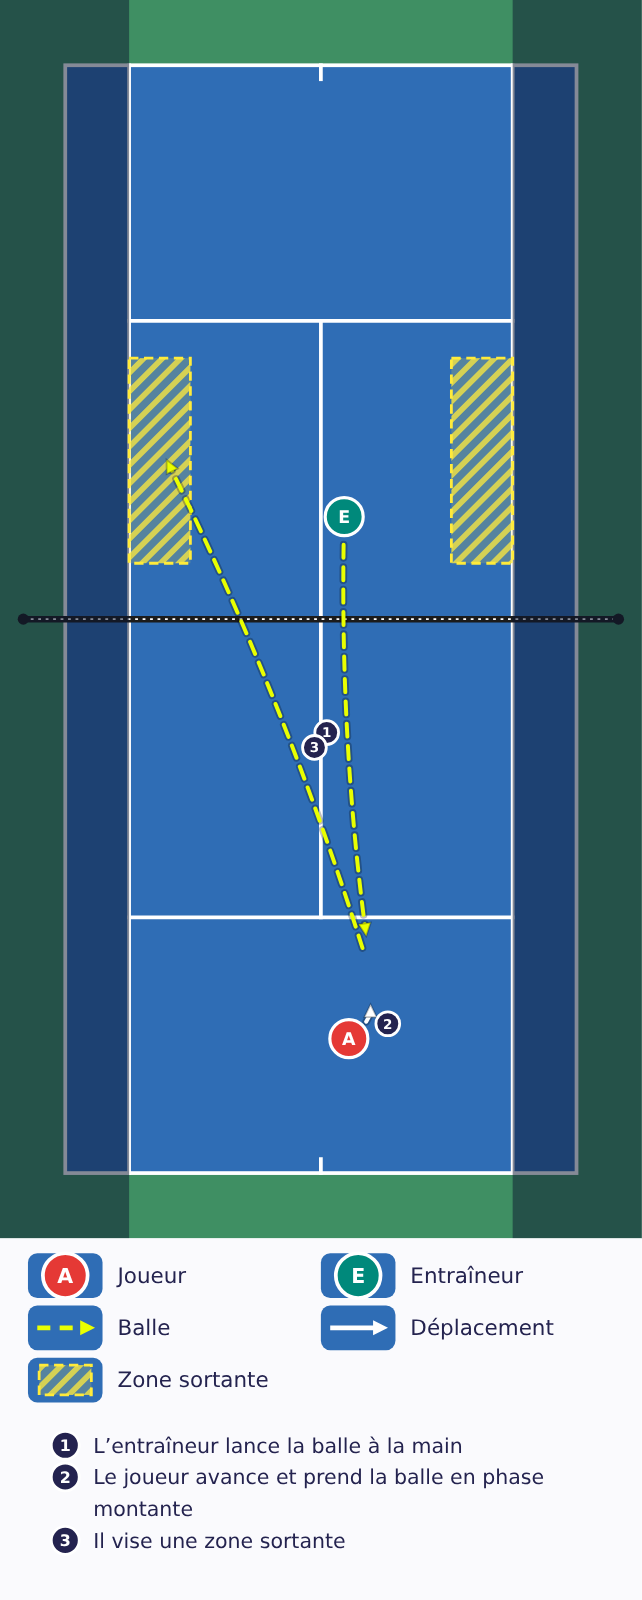 E
1
3
2
A
A Joueur
E Entraîneur
Balle
Déplacement
Zone sortante
1 L’entraîneur lance la balle à la main
2 Le joueur avance et prend la balle en phase
montante
3 Il vise une zone sortante